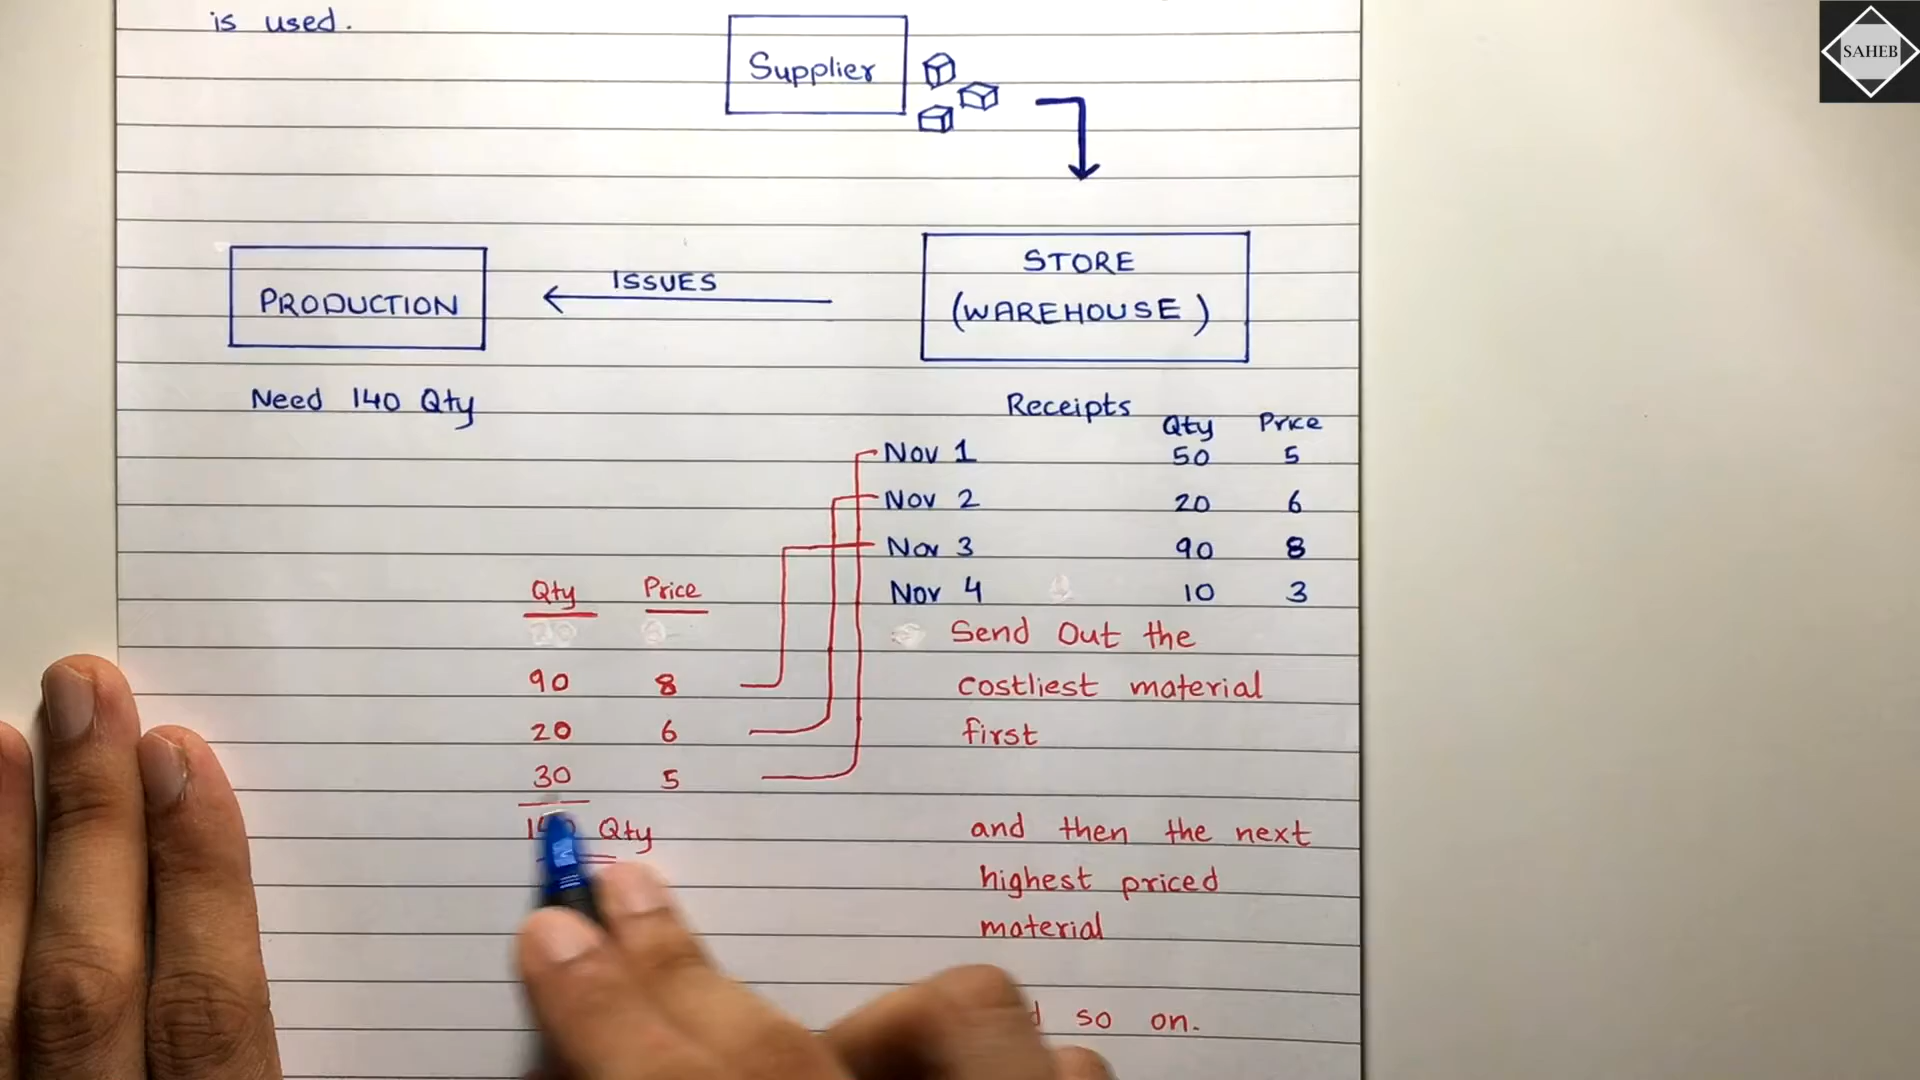 is used.
Supplier
SAHEB
STORE
(WAREHOUSE)
ISSUES
PRODUCTION
Need 140 Qty
Receipts
Qty Price
Nov 1 50 5
Nov 2 20 6
Nov 3 90 8
Nov 4 10 3
Qty Price
90 8
20 6
30 5
140 Qty
Send Out the
costliest material
first
and then the next
highest priced
material
so on.